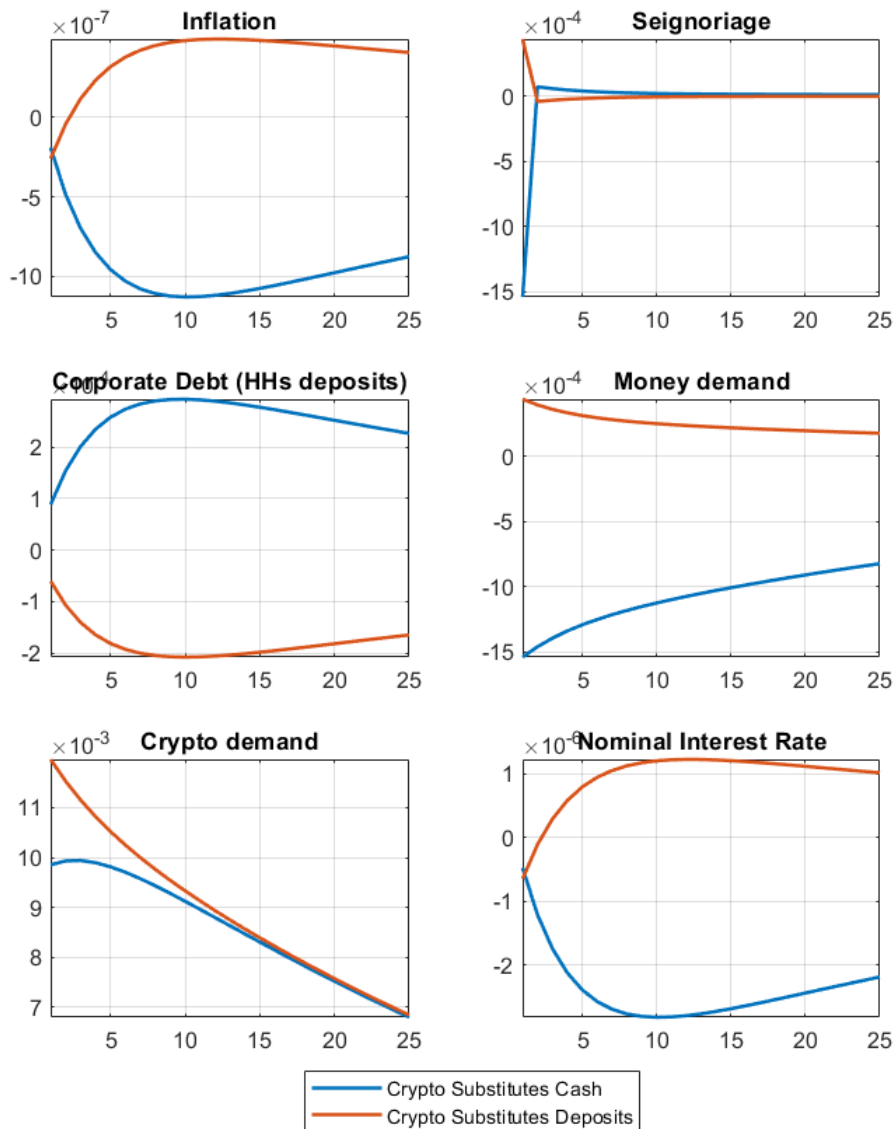 Inflation
×10-7
0
-5
-10
5 10 15 20 25
Seignoriage
×10-4
0
-5
-10
-15
5 10 15 20 25
Corporate Debt (HHs deposits)
2
1
0
-1
-2
5 10 15 20 25
Money demand
×10-4
0
-5
-10
-15
5 10 15 20 25
Crypto demand
×10-3
11
10
9
8
7
5 10 15 20 25
Nominal Interest Rate
×10-6
1
0
-1
-2
5 10 15 20 25
Crypto Substitutes Cash
Crypto Substitutes Deposits